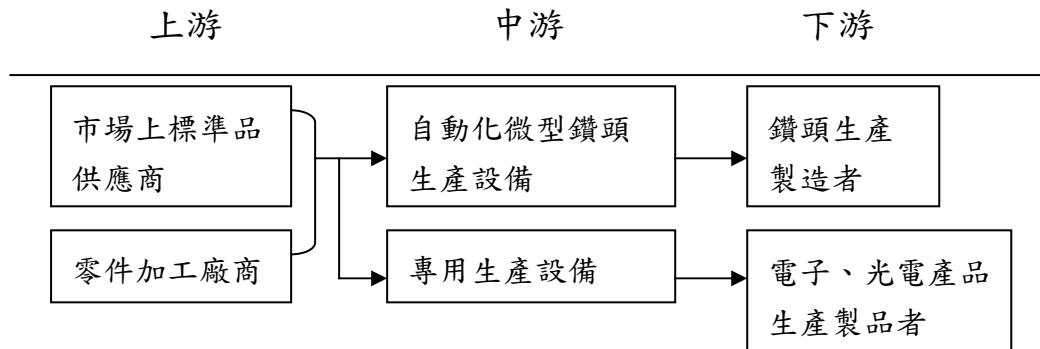 上游 中游 下游
市場上標準品
供應商
自動化微型鑽頭
生產設備
鑽頭生產
製造者
零件加工廠商
專用生產設備
電子、光電產品
生產製品者